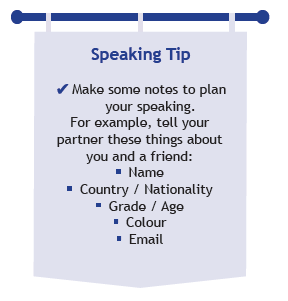 Speaking Tip
✔ Make some notes to plan
your speaking.
For example, tell your
partner these things about
you and a friend:
▪ Name
▪ Country / Nationality
▪ Grade / Age
▪ Colour
▪ Email